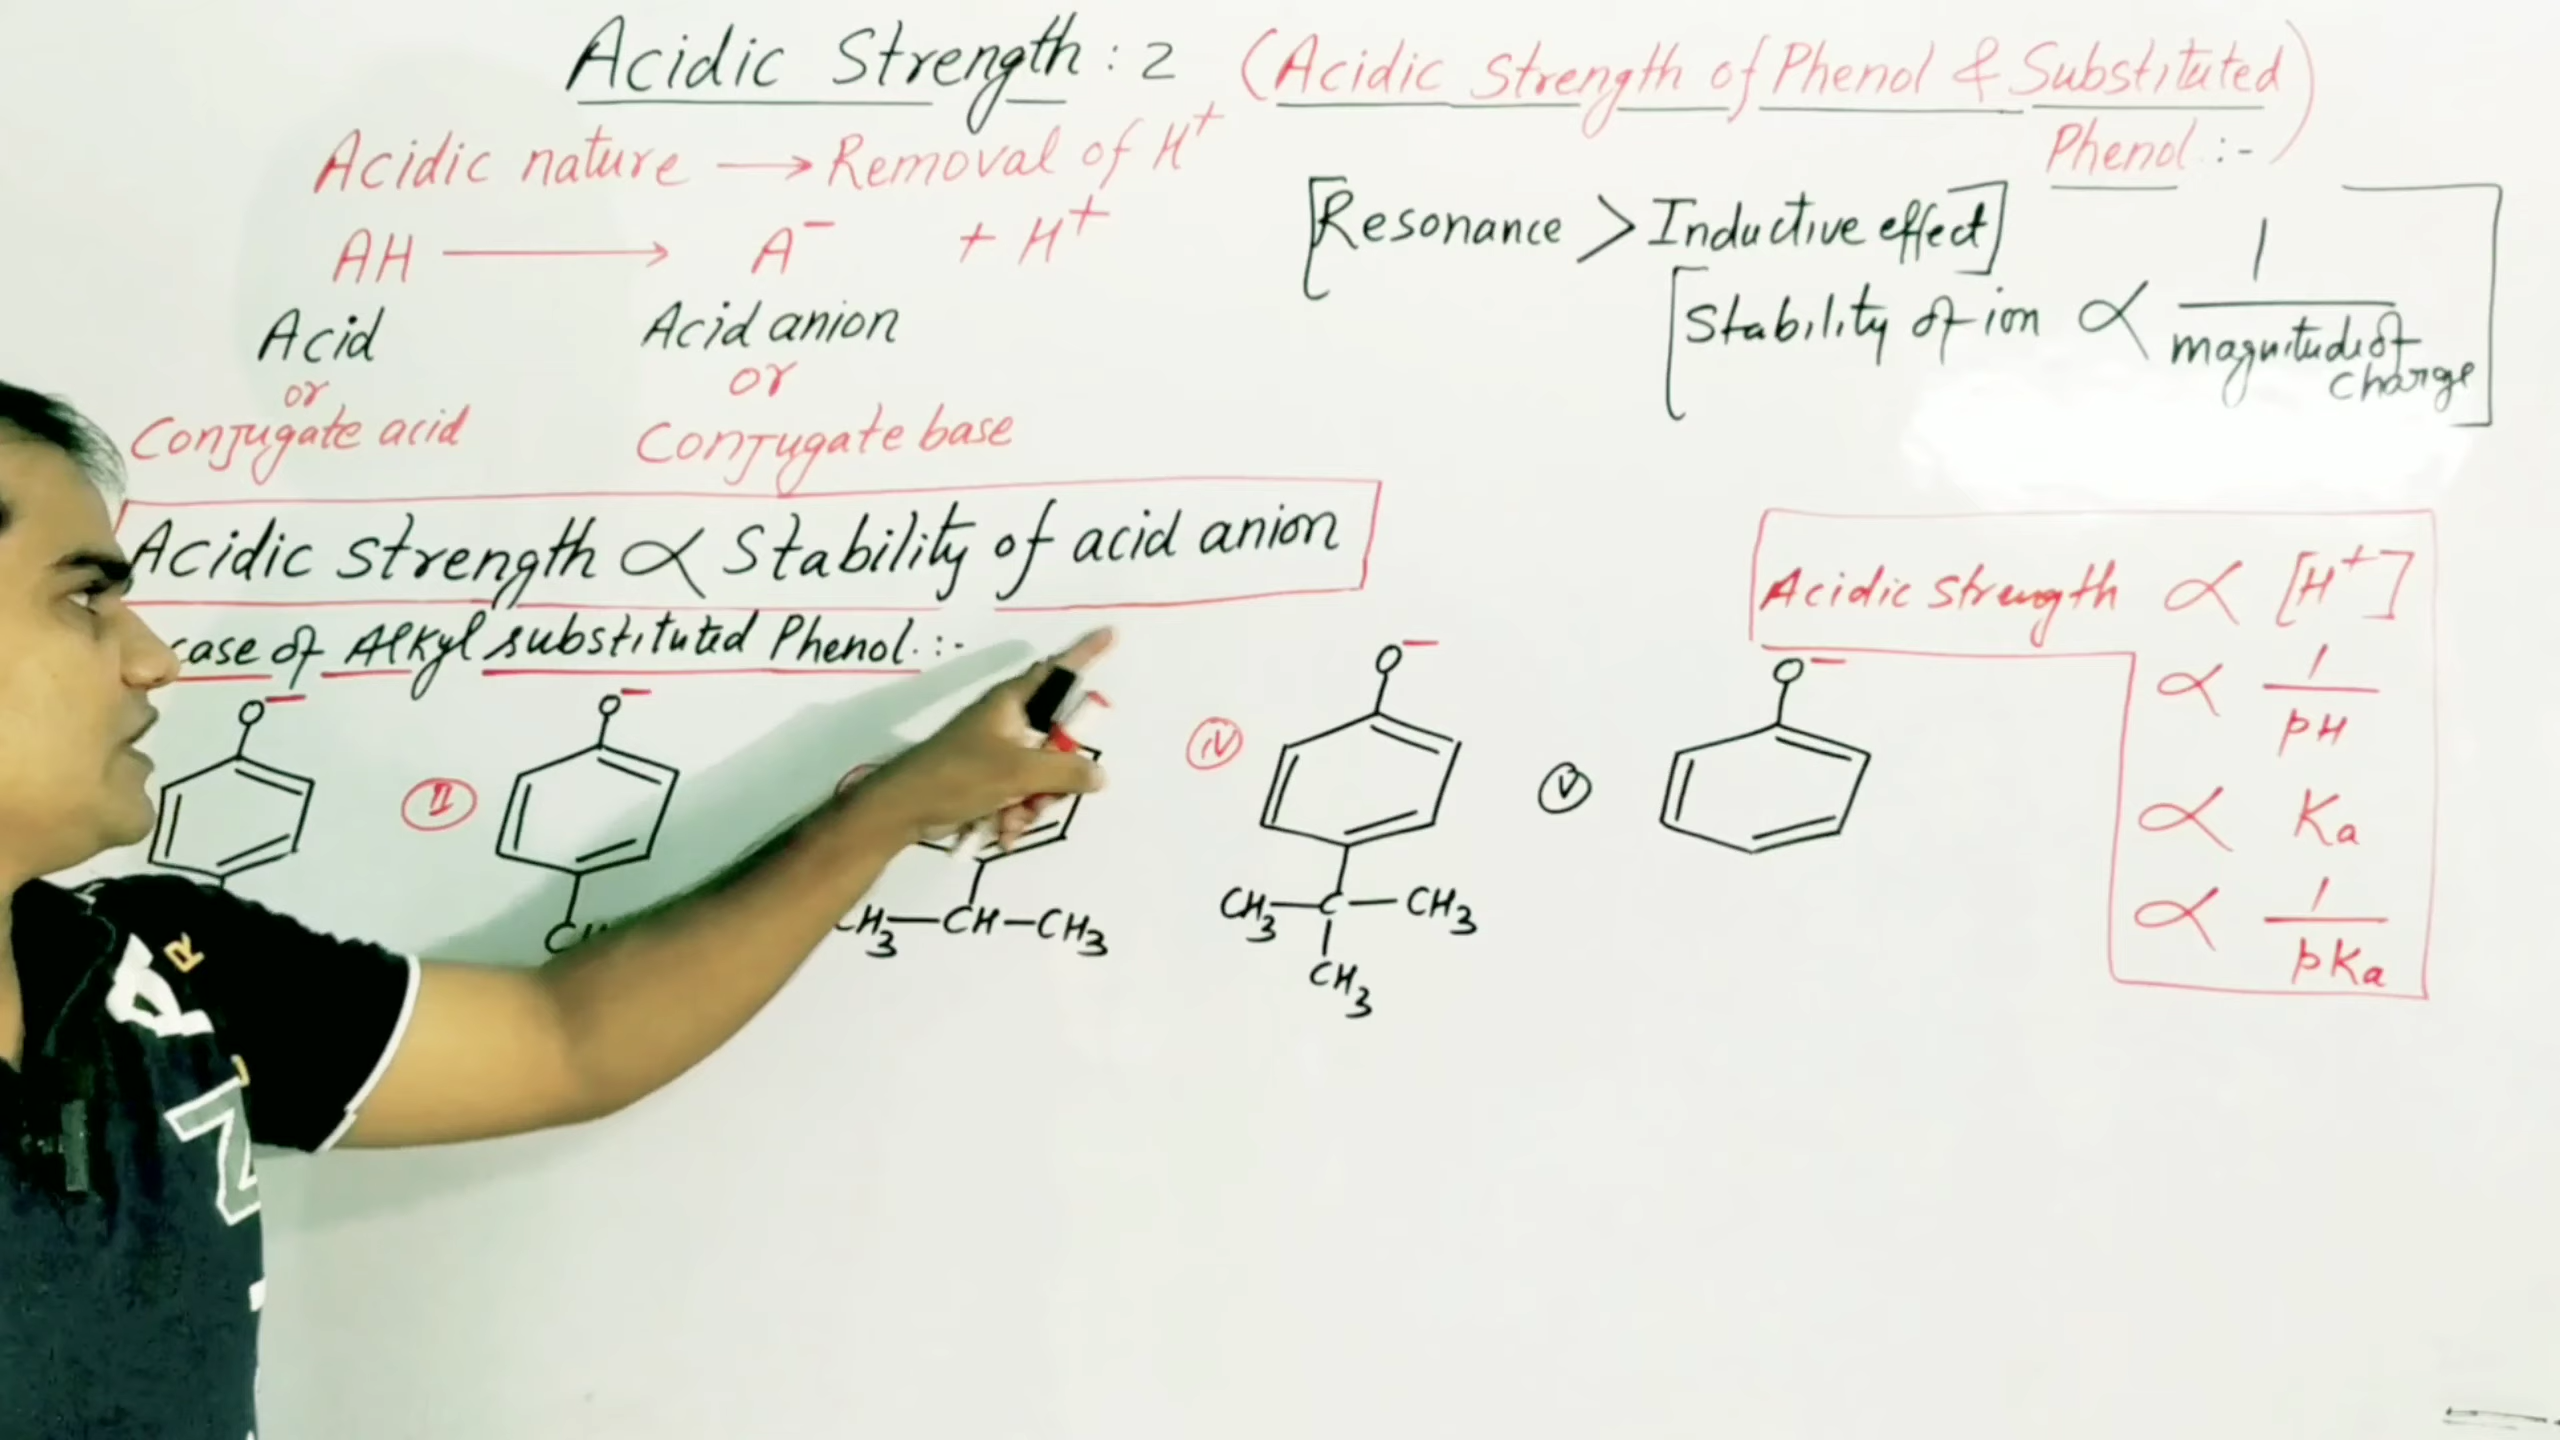 Acidic Strength : 2 (Acidic Strength of Phenol & Substituted
Phenol :-)
Acidic nature ⟶ Removal of H⁺
AH ⟶ A⁻ + H⁺
[Resonance > Inductive effect]
Acid
Acid anion
[Stability of ion ∝ 1 / magnitude of charge]
or
or
Conjugate acid
Conjugate base
Acidic strength ∝ Stability of acid anion
Acidic strength ∝ [H⁺]
∝ 1 / pH
∝ Ka
∝ 1 / pKa
case of Alkyl substituted Phenol :-
O⁻
II O⁻
IV O⁻
V O⁻
CH₃—CH—CH₃
CH₃—C—CH₃
CH₃
R